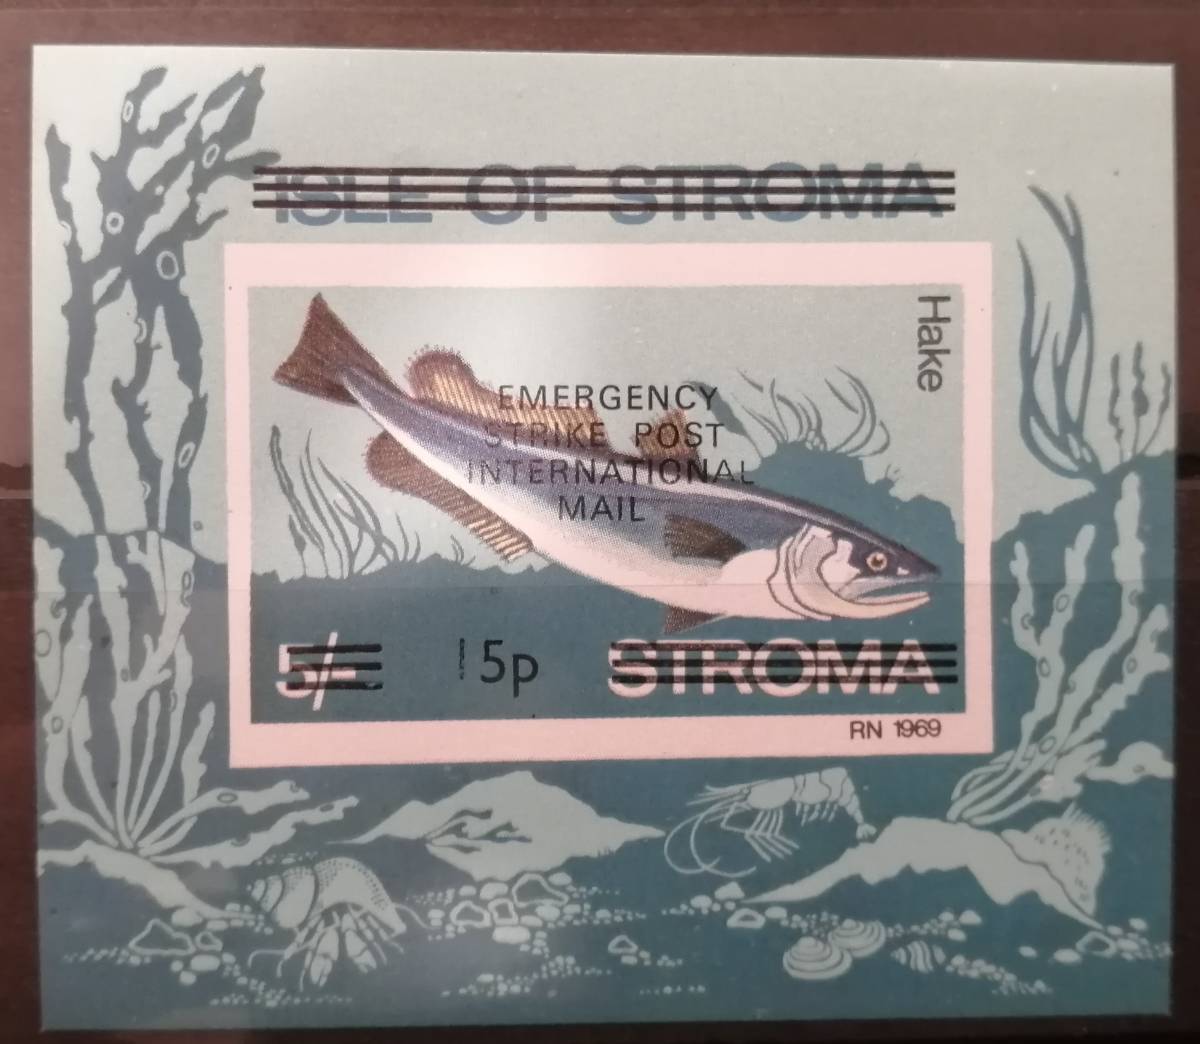 ISLE OF STROMA
Hake
EMERGENCY
STRIKE POST
INTERNATIONAL
MAIL
5/- 15p STROMA
RN 1969